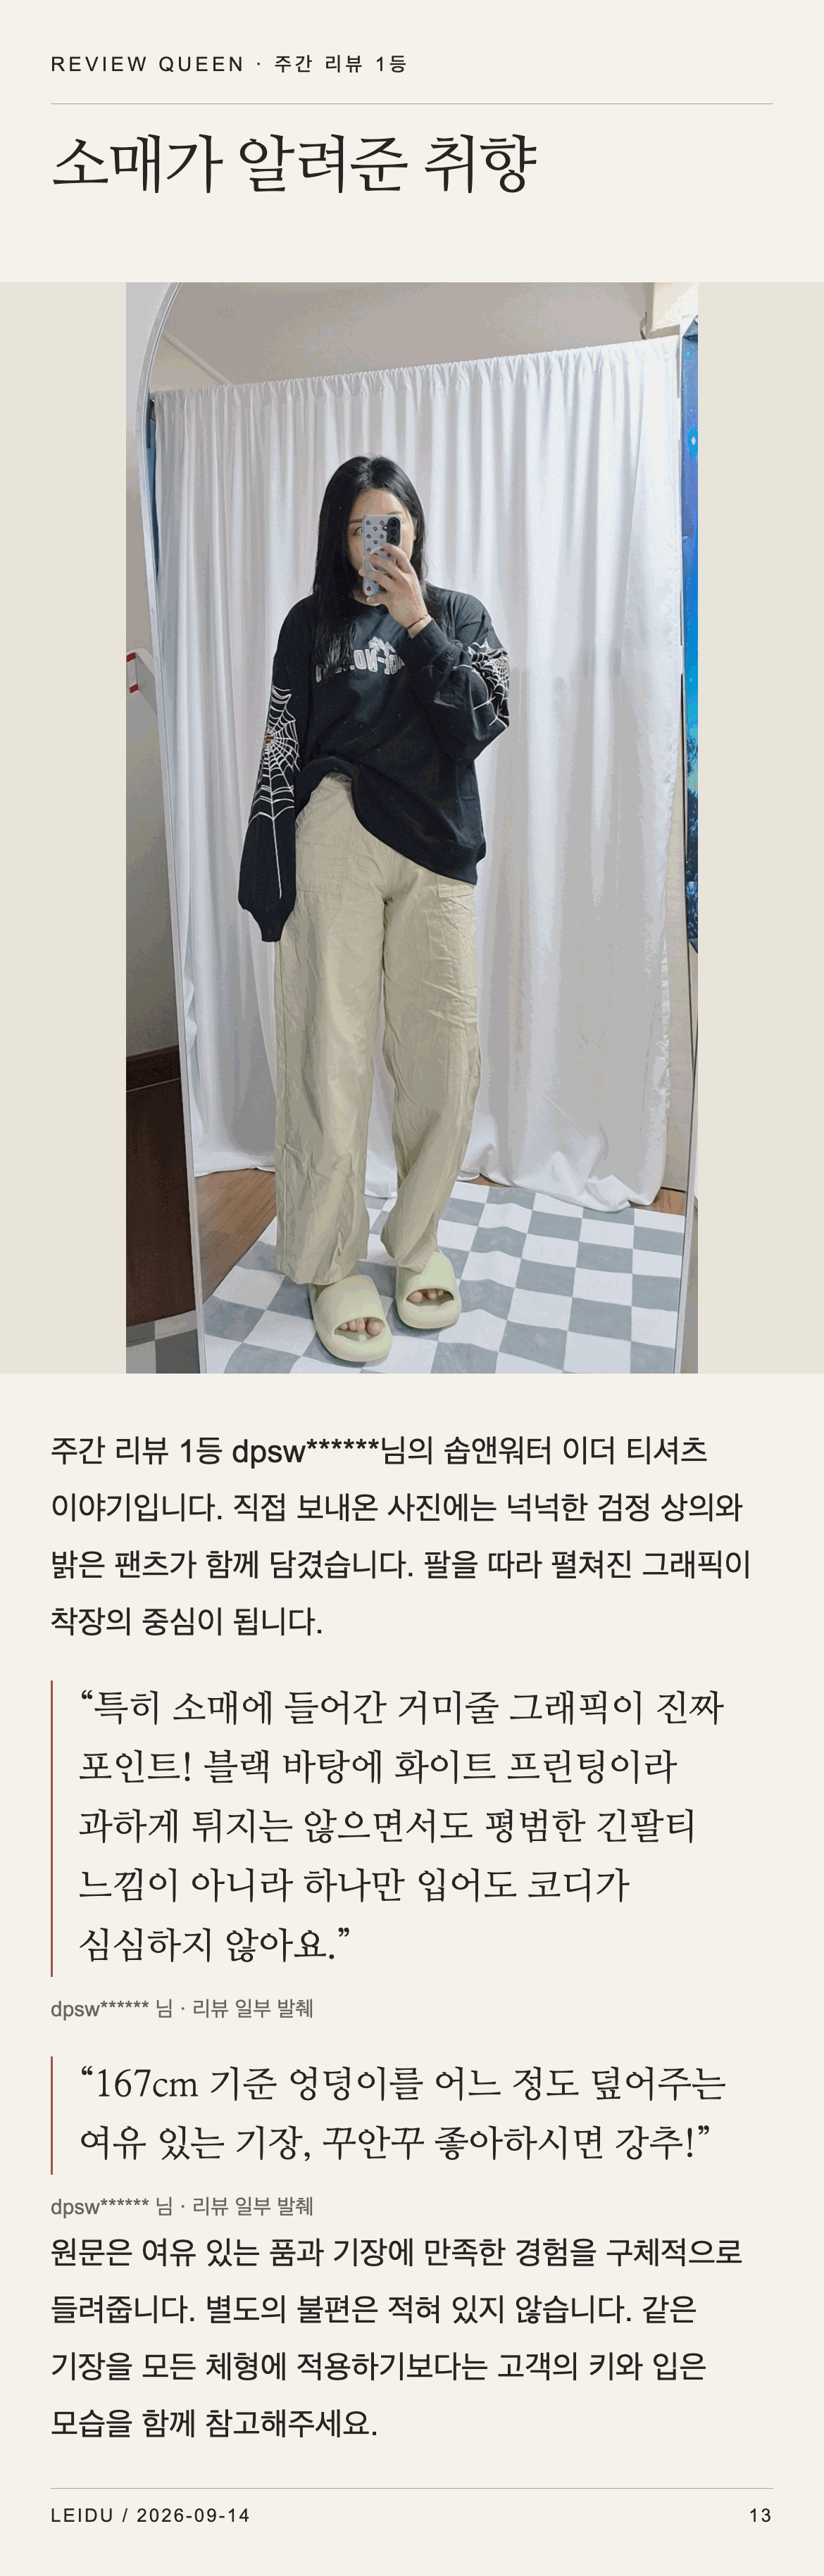 REVIEW QUEEN · 주간 리뷰 1등
소매가 알려준 취향
주간 리뷰 1등 dpsw******님의 솝앤워터 이더 티셔츠
이야기입니다. 직접 보내온 사진에는 넉넉한 검정 상의와
밝은 팬츠가 함께 담겼습니다. 팔을 따라 펼쳐진 그래픽이
착장의 중심이 됩니다.
“특히 소매에 들어간 거미줄 그래픽이 진짜
포인트! 블랙 바탕에 화이트 프린팅이라
과하게 튀지는 않으면서도 평범한 긴팔티
느낌이 아니라 하나만 입어도 코디가
심심하지 않아요.”
dpsw****** 님 · 리뷰 일부 발췌
“167cm 기준 엉덩이를 어느 정도 덮어주는
여유 있는 기장, 꾸안꾸 좋아하시면 강추!”
dpsw****** 님 · 리뷰 일부 발췌
원문은 여유 있는 품과 기장에 만족한 경험을 구체적으로
들려줍니다. 별도의 불편은 적혀 있지 않습니다. 같은
기장을 모든 체형에 적용하기보다는 고객의 키와 입은
모습을 함께 참고해주세요.
LEIDU / 2026-09-14
13